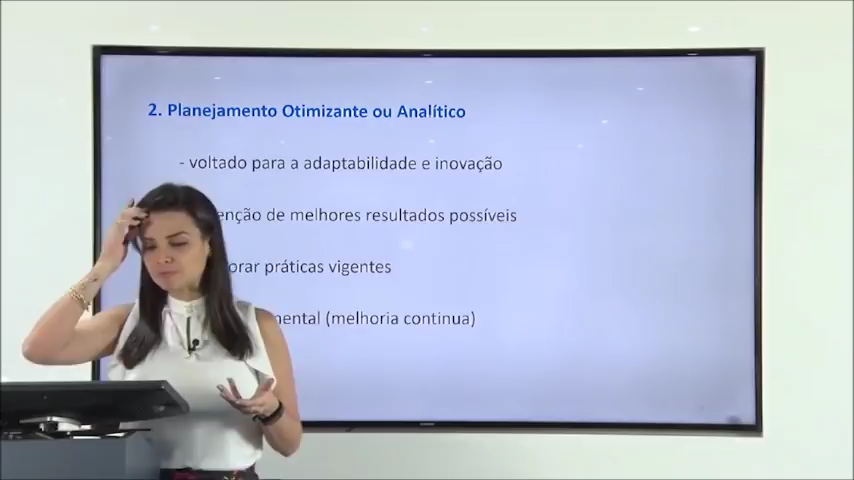 2. Planejamento Otimizante ou Analítico
- voltado para a adaptabilidade e inovação
de melhores resultados possíveis
práticas vigentes
(melhoria continua)